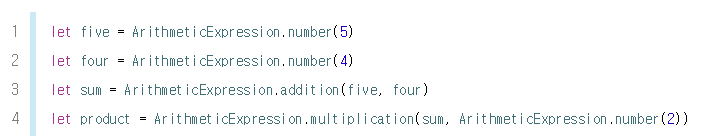 1 let five = ArithmeticExpression.number(5)
2 let four = ArithmeticExpression.number(4)
3 let sum = ArithmeticExpression.addition(five, four)
4 let product = ArithmeticExpression.multiplication(sum, ArithmeticExpression.number(2))